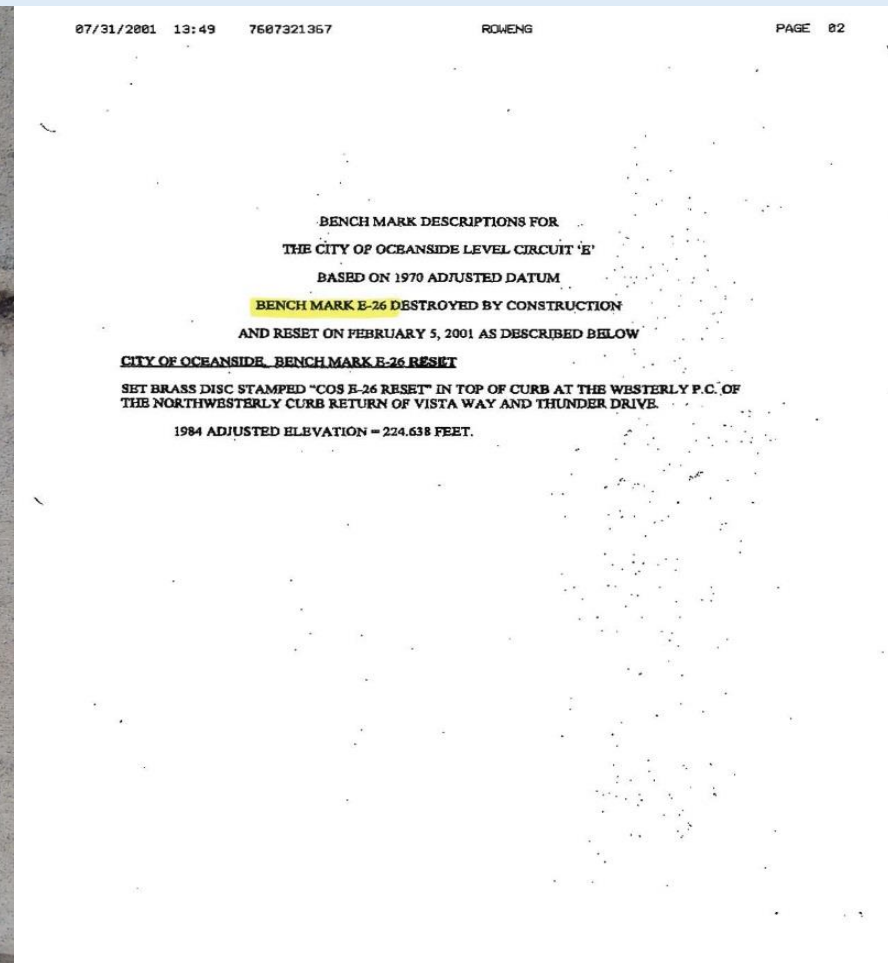 07/31/2001 13:49 7607321367 ROWENG PAGE 02
BENCH MARK DESCRIPTIONS FOR
THE CITY OF OCEANSIDE LEVEL CIRCUIT 'E'
BASED ON 1970 ADJUSTED DATUM
BENCH MARK E-26 DESTROYED BY CONSTRUCTION
AND RESET ON FEBRUARY 5, 2001 AS DESCRIBED BELOW
CITY OF OCEANSIDE, BENCH MARK E-26 RESET
SET BRASS DISC STAMPED "COS E-26 RESET" IN TOP OF CURB AT THE WESTERLY P.C. OF
THE NORTHWESTERLY CURB RETURN OF VISTA WAY AND THUNDER DRIVE.
1984 ADJUSTED ELEVATION = 224.638 FEET.